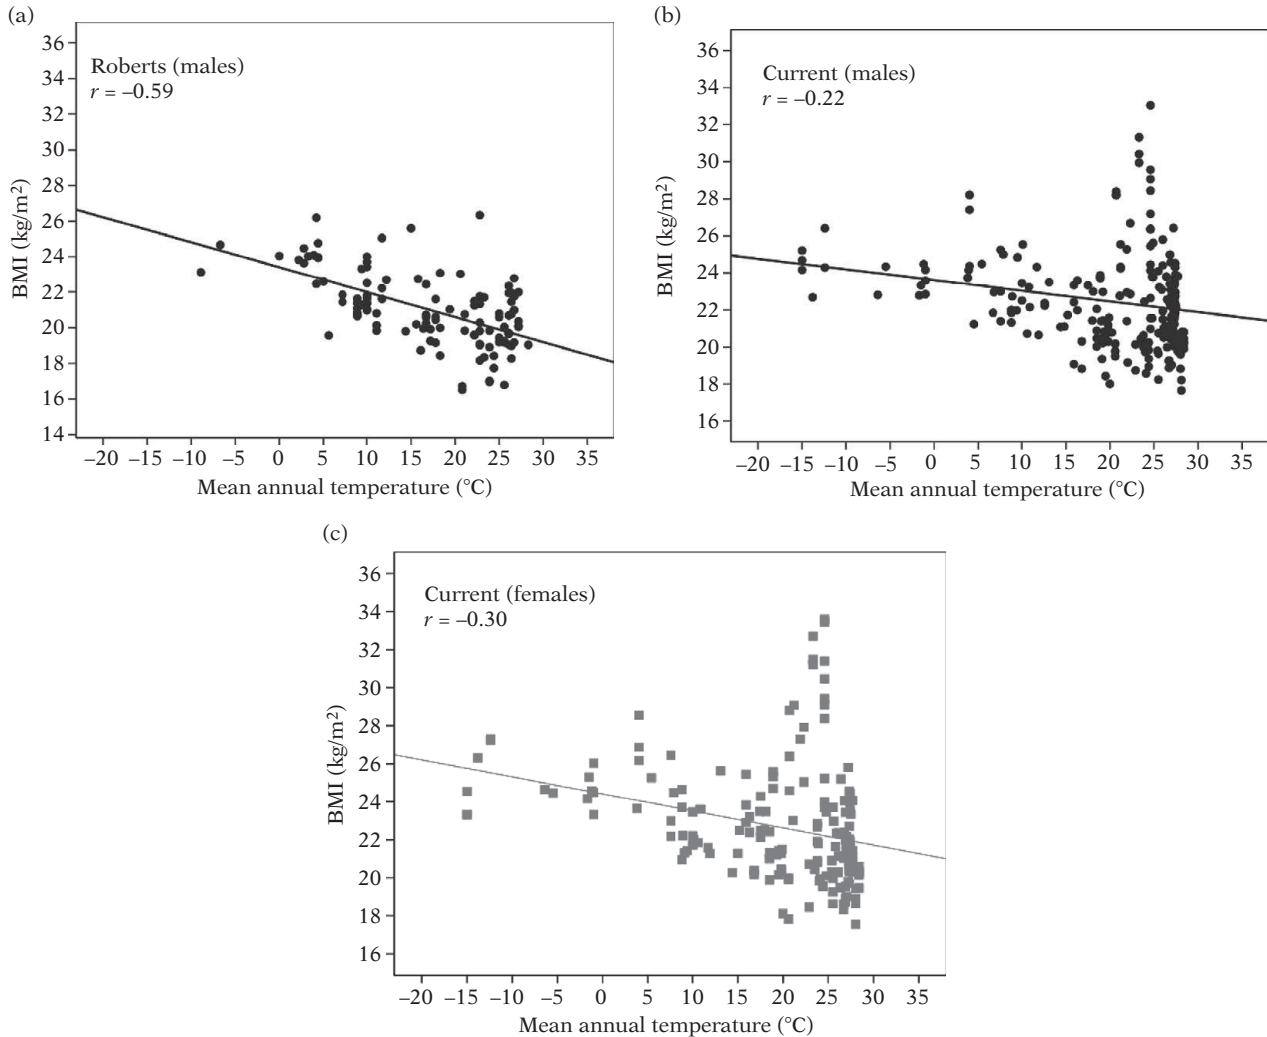 (a)
Roberts (males)
r = –0.59
BMI (kg/m²)
36
34
32
30
28
26
24
22
20
18
16
14
–20 –15 –10 –5 0 5 10 15 20 25 30 35
Mean annual temperature (°C)
(b)
Current (males)
r = –0.22
BMI (kg/m²)
36
34
32
30
28
26
24
22
20
18
16
–20 –15 –10 –5 0 5 10 15 20 25 30 35
Mean annual temperature (°C)
(c)
Current (females)
r = –0.30
BMI (kg/m²)
36
34
32
30
28
26
24
22
20
18
16
–20 –15 –10 –5 0 5 10 15 20 25 30 35
Mean annual temperature (°C)